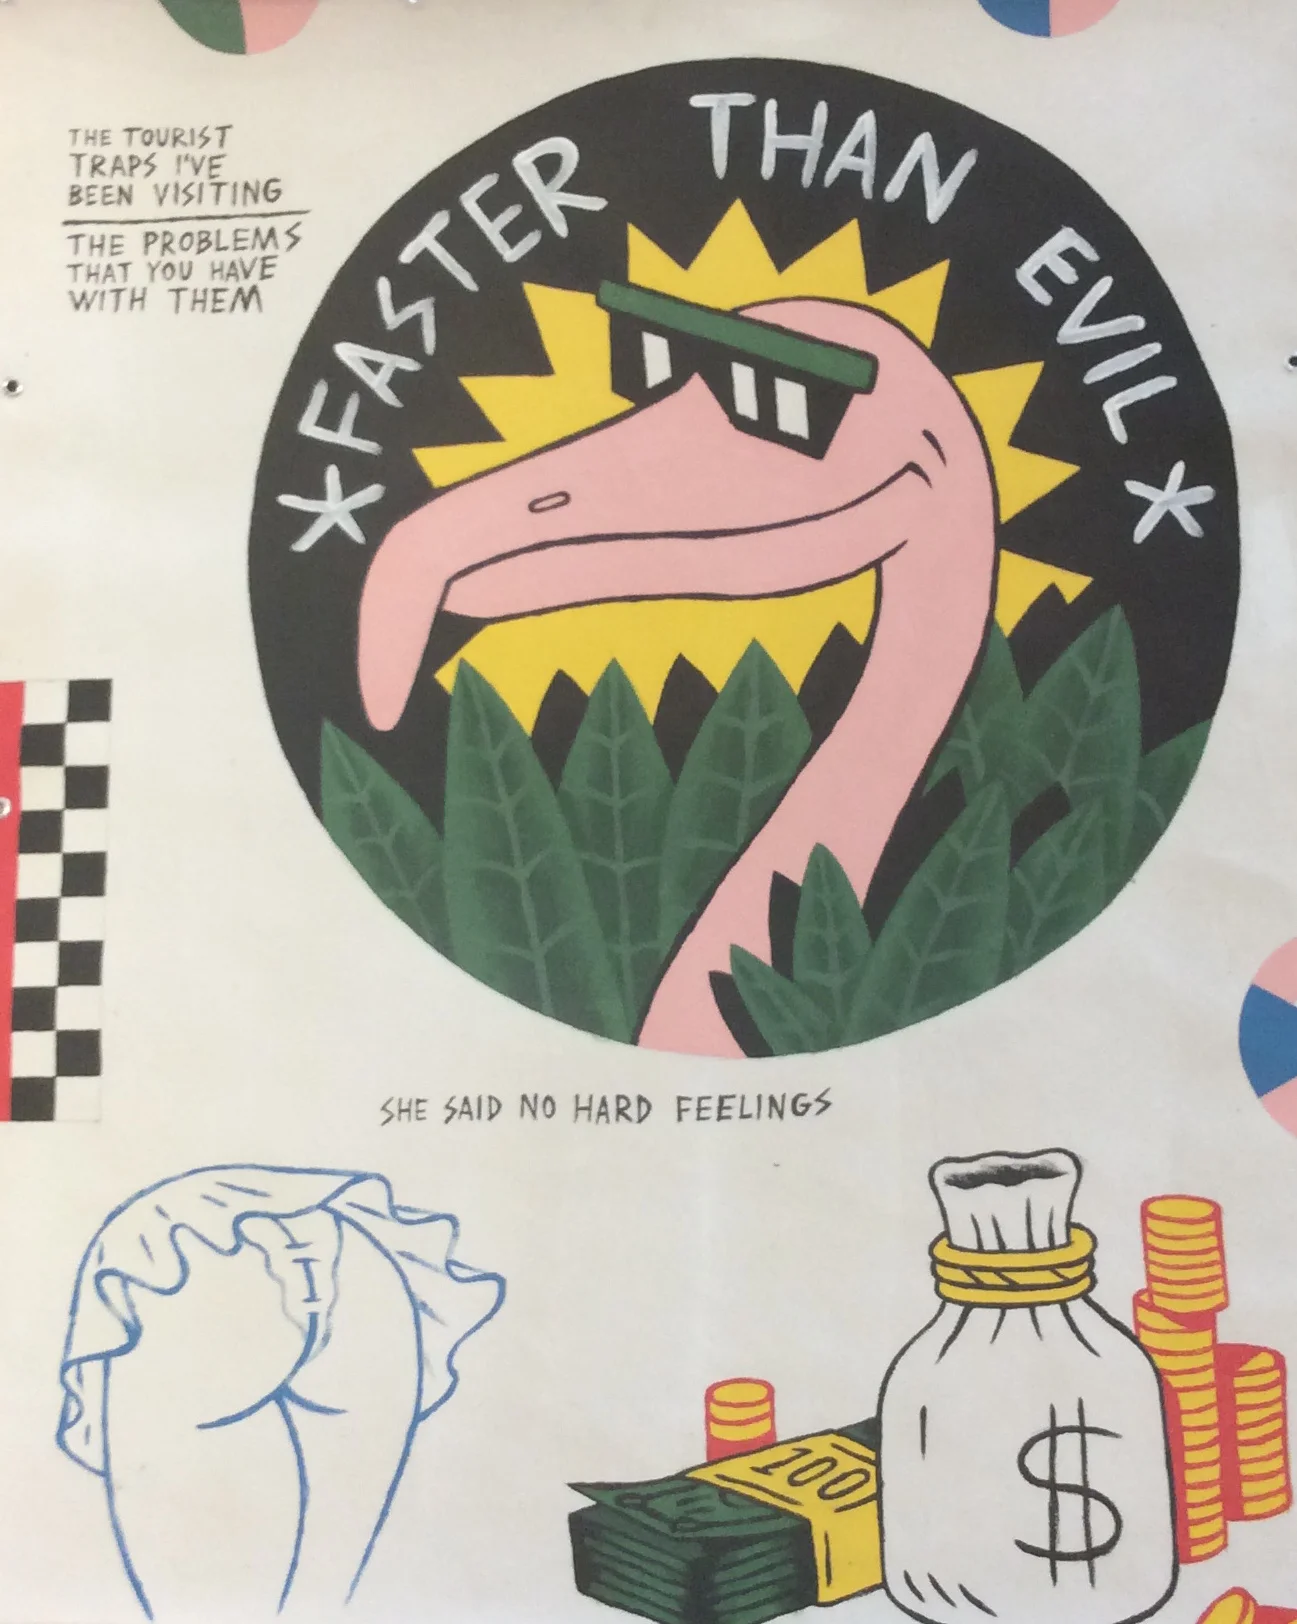 THE TOURIST
TRAPS I'VE
BEEN VISITING
THE PROBLEMS
THAT YOU HAVE
WITH THEM
*FASTER THAN EVIL*
SHE SAID NO HARD FEELINGS
100
$